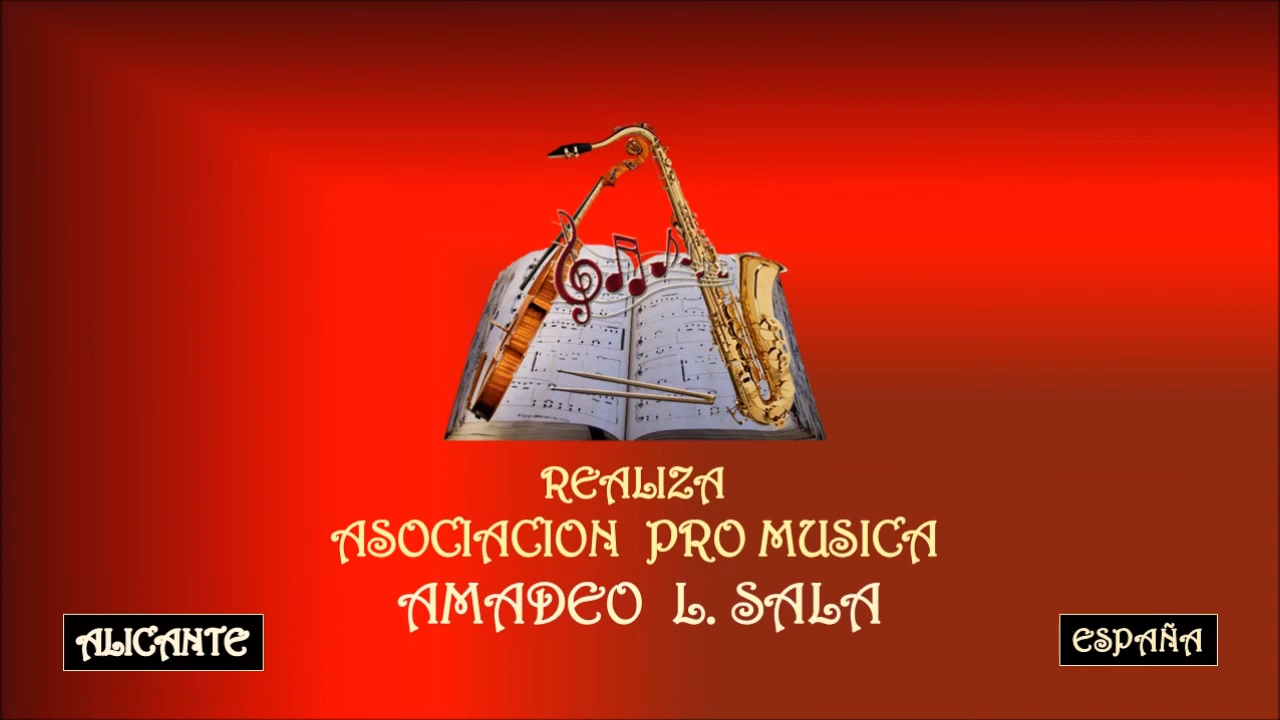 REALIZA
ASOCIACION PRO MUSICA
AMADEO L. SALA
ALICANTE
ESPAÑA